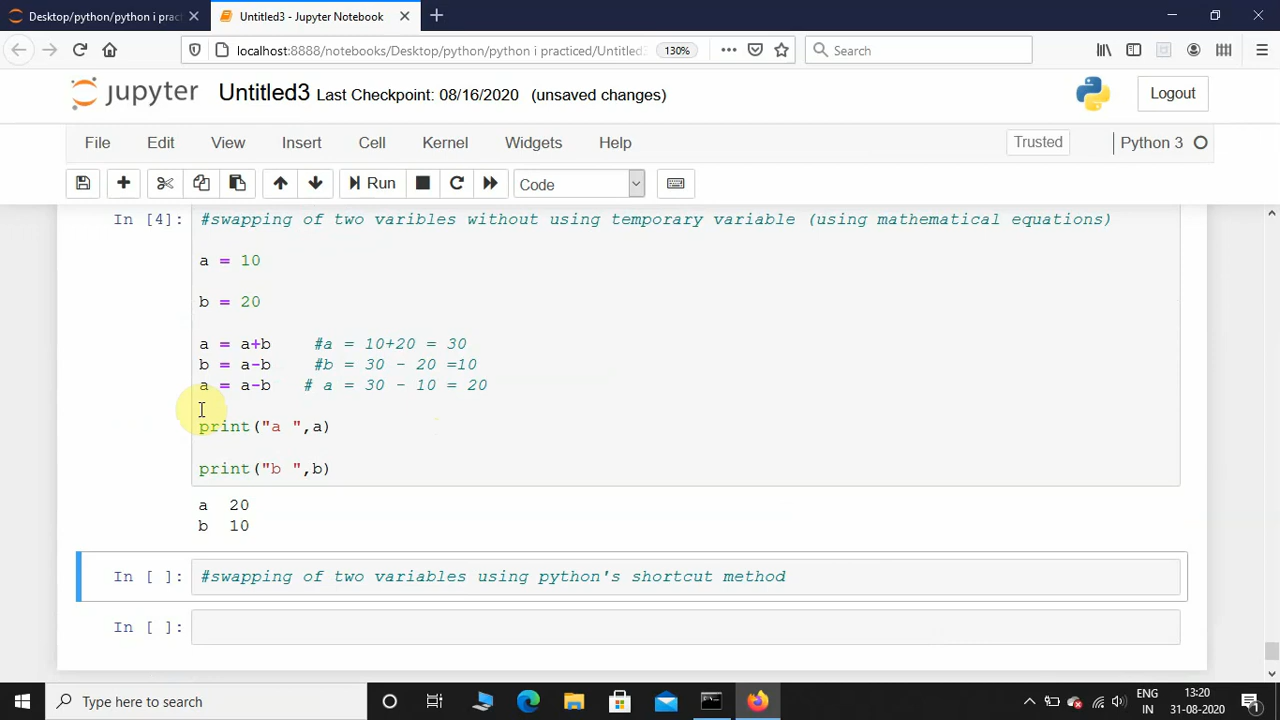 Desktop/python/python i pract
Untitled3 - Jupyter Notebook
localhost:8888/notebooks/Desktop/python/python i practiced/Untitled3
130%
Search
jupyter
Untitled3 Last Checkpoint: 08/16/2020 (unsaved changes)
Logout
File Edit View Insert Cell Kernel Widgets Help
Trusted
Python 3
Run
Code
In [4]:
#swapping of two varibles without using temporary variable (using mathematical equations)
a = 10
b = 20
a = a+b #a = 10+20 = 30
b = a-b #b = 30 - 20 =10
a = a-b # a = 30 - 10 = 20
print("a ",a)
print("b ",b)
a 20
b 10
In [ ]:
#swapping of two variables using python's shortcut method
In [ ]:
Type here to search
ENG
IN
13:20
31-08-2020
1